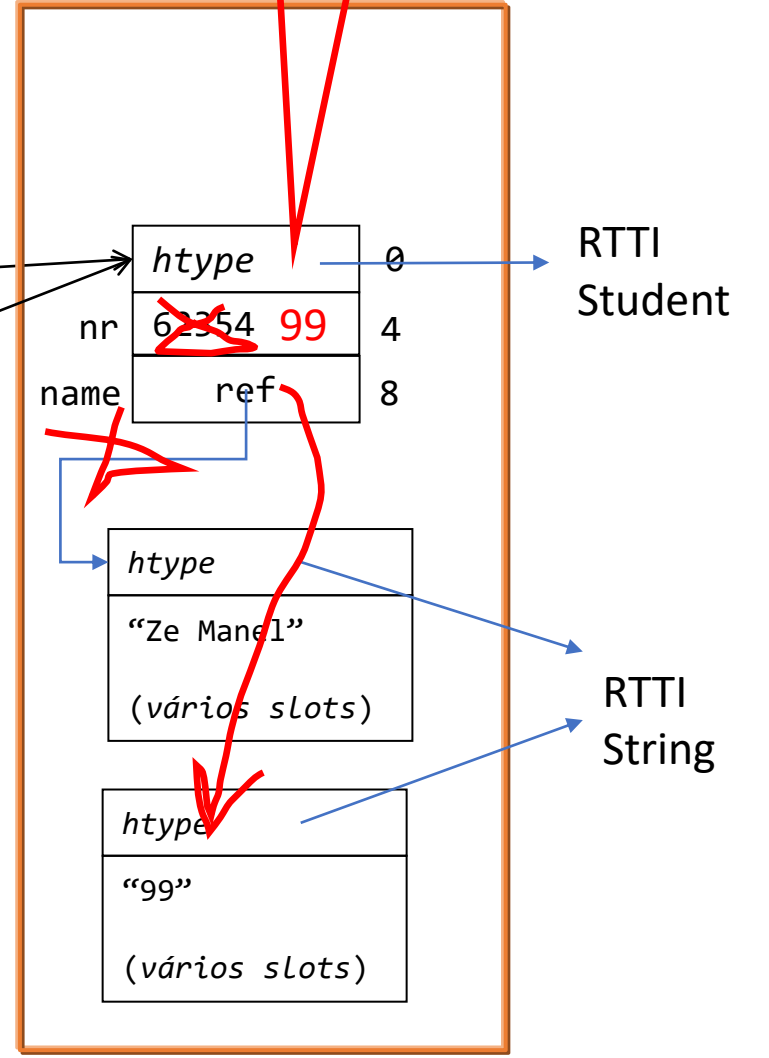 htype 0
RTTI
Student
nr 62354 99 4
name ref 8
htype
“Ze Manel”
(vários slots)
RTTI
String
htype
“99”
(vários slots)